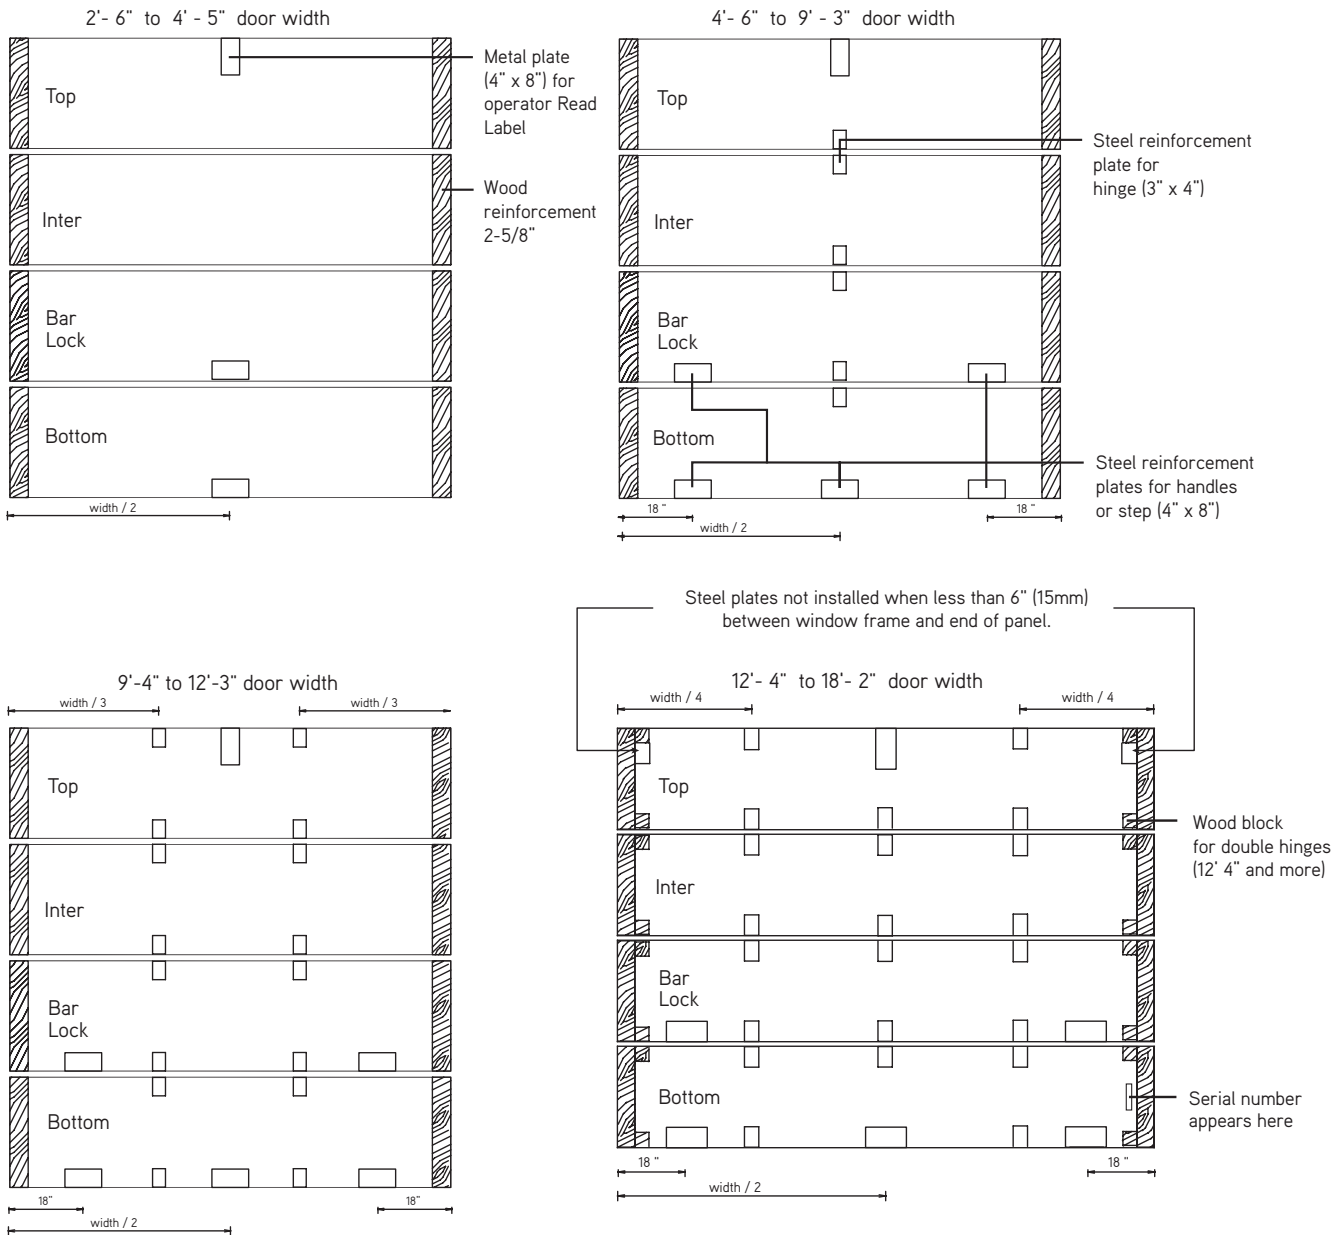 2'- 6" to 4' - 5" door width
Metal plate
(4" x 8") for
operator Read
Label
Top
Wood
reinforcement
2-5/8"
Inter
Bar
Lock
Bottom
width / 2
4'- 6" to 9' - 3" door width
Top
Steel reinforcement
plate for
hinge (3" x 4")
Inter
Bar
Lock
Bottom
Steel reinforcement
plates for handles
or step (4" x 8")
18 "
18 "
width / 2
9'-4" to 12'-3" door width
width / 3
width / 3
Top
Inter
Bar
Lock
Bottom
18"
18"
width / 2
Steel plates not installed when less than 6" (15mm)
between window frame and end of panel.
12'- 4" to 18'- 2" door width
width / 4
width / 4
Top
Wood block
for double hinges
(12' 4" and more)
Inter
Bar
Lock
Bottom
Serial number
appears here
18 "
18 "
width / 2